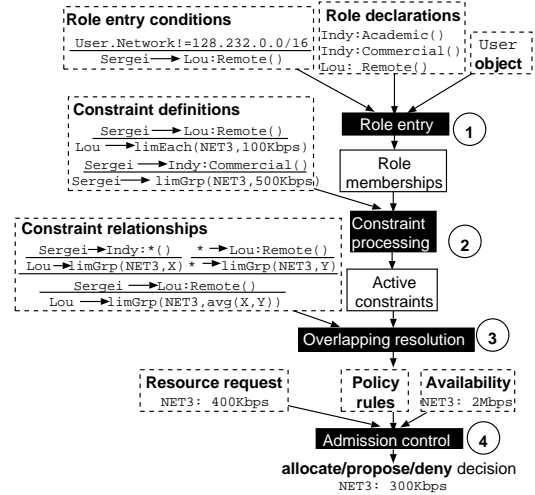 Role entry conditions
User.Network!=128.232.0.0/16
Sergei → Lou:Remote()
Role declarations
Indy:Academic()
Indy:Commercial()
Lou: Remote()
User
object
Role entry
1
Constraint definitions
Sergei → Lou:Remote()
Lou → limEach(NET3,100Kbps)
Sergei → Indy:Commercial()
Sergei → limGrp(NET3,500Kbps)
Role
memberships
Constraint
processing
2
Constraint relationships
Sergei → Indy:*() * → Lou:Remote()
Lou → limGrp(NET3,X) * → limGrp(NET3,Y)
Sergei → Lou:Remote()
Lou → limGrp(NET3,avg(X,Y))
Active
constraints
Overlapping resolution
3
Resource request
NET3: 400Kbps
Policy
rules
Availability
NET3: 2Mbps
Admission control
4
allocate/propose/deny decision
NET3: 300Kbps